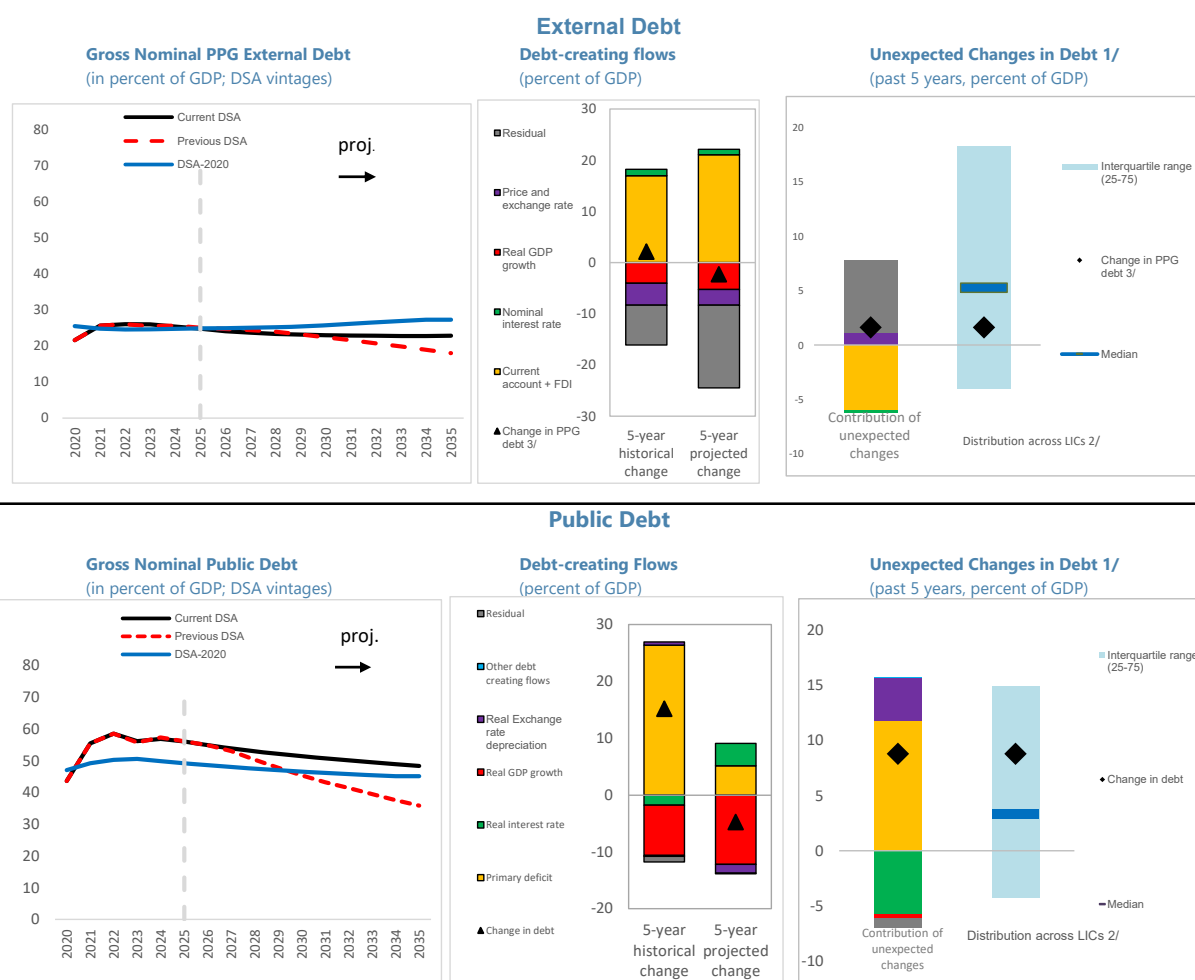 External Debt
Gross Nominal PPG External Debt
(in percent of GDP; DSA vintages)
Current DSA
Previous DSA
DSA-2020
proj.
80
70
60
50
40
30
20
10
0
2020
2021
2022
2023
2024
2025
2026
2027
2028
2029
2030
2031
2032
2033
2034
2035
Debt-creating flows
(percent of GDP)
Residual
Price and
exchange rate
Real GDP
growth
Nominal
interest rate
Current
account + FDI
Change in PPG
debt 3/
30
20
10
0
-10
-20
-30
5-year
historical
change
5-year
projected
change
Unexpected Changes in Debt 1/
(past 5 years, percent of GDP)
20
15
10
5
0
-5
-10
Contribution of
unexpected
changes
Distribution across LICs 2/
Interquartile range
(25-75)
Change in PPG
debt 3/
Median
Public Debt
Gross Nominal Public Debt
(in percent of GDP; DSA vintages)
Current DSA
Previous DSA
DSA-2020
proj.
80
70
60
50
40
30
20
10
0
2020
2021
2022
2023
2024
2025
2026
2027
2028
2029
2030
2031
2032
2033
2034
2035
Debt-creating Flows
(percent of GDP)
Residual
Other debt
creating flows
Real Exchange
rate
depreciation
Real GDP growth
Real interest rate
Primary deficit
Change in debt
30
20
10
0
-10
-20
5-year
historical
change
5-year
projected
change
Unexpected Changes in Debt 1/
(past 5 years, percent of GDP)
20
15
10
5
0
-5
-10
Contribution of
unexpected
changes
Distribution across LICs 2/
Interquartile range
(25-75)
Change in debt
Median